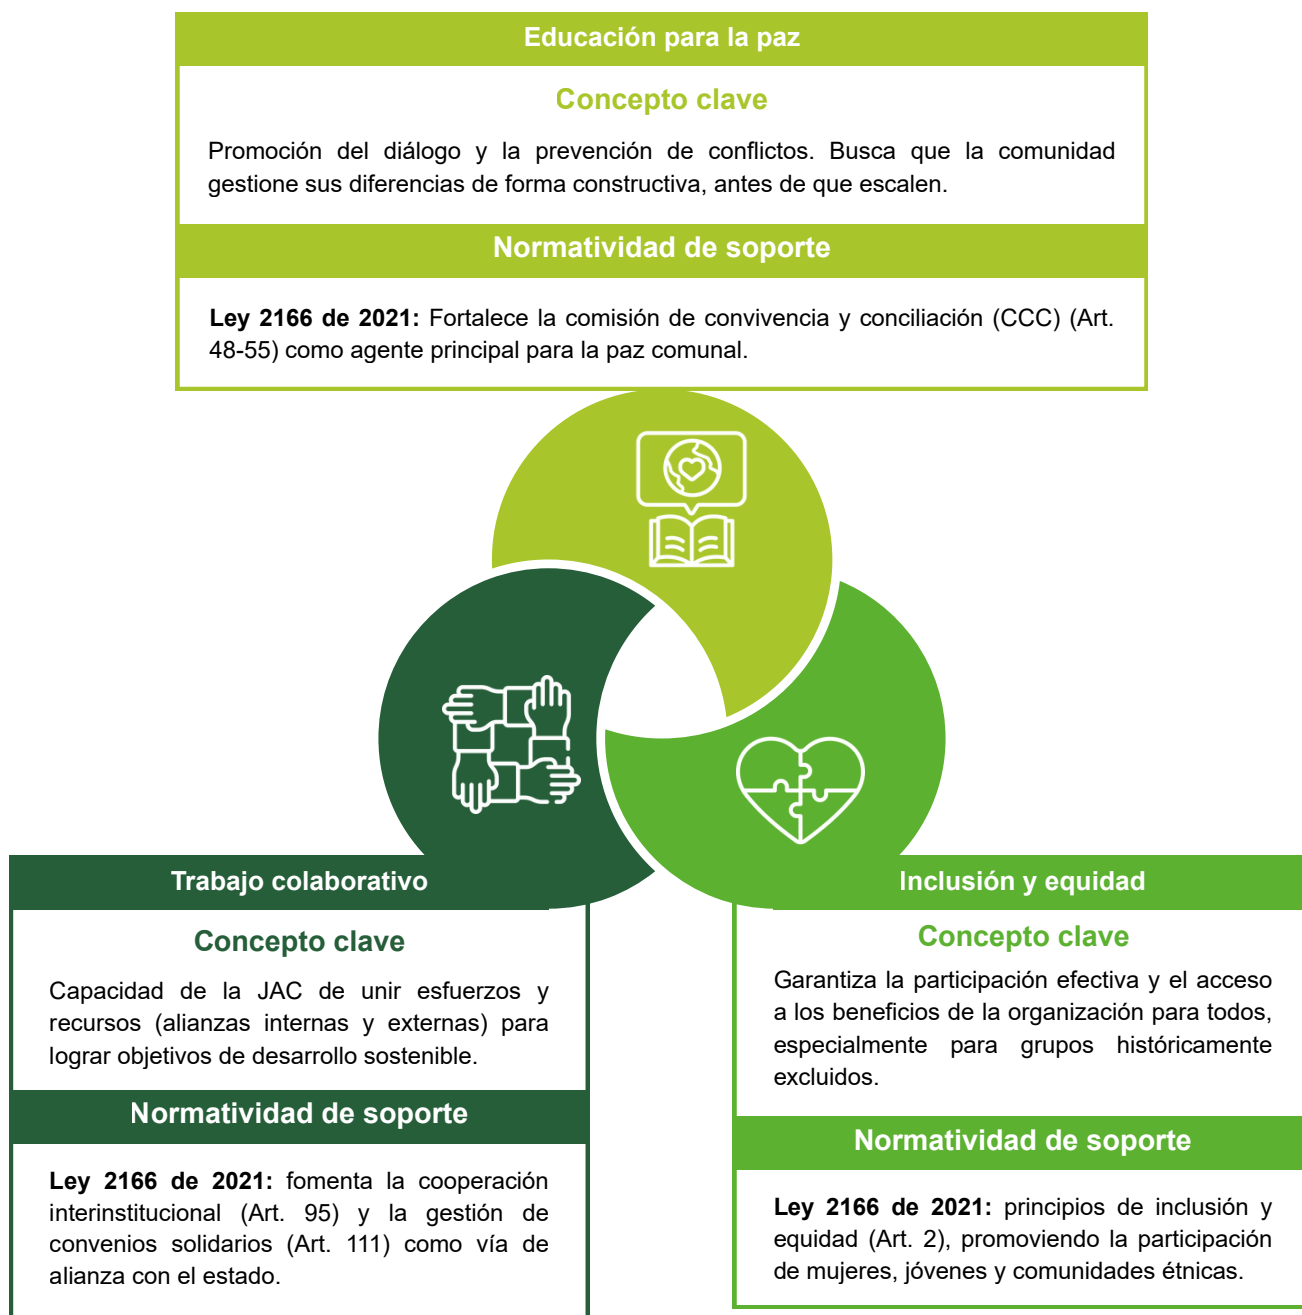 Educación para la paz
Concepto clave
Promoción del diálogo y la prevención de conflictos. Busca que la comunidad
gestione sus diferencias de forma constructiva, antes de que escalen.
Normatividad de soporte
Ley 2166 de 2021: Fortalece la comisión de convivencia y conciliación (CCC) (Art.
48-55) como agente principal para la paz comunal.
Trabajo colaborativo
Concepto clave
Capacidad de la JAC de unir esfuerzos y
recursos (alianzas internas y externas) para
lograr objetivos de desarrollo sostenible.
Normatividad de soporte
Ley 2166 de 2021: fomenta la cooperación
interinstitucional (Art. 95) y la gestión de
convenios solidarios (Art. 111) como vía de
alianza con el estado.
Inclusión y equidad
Concepto clave
Garantiza la participación efectiva y el acceso
a los beneficios de la organización para todos,
especialmente para grupos históricamente
excluidos.
Normatividad de soporte
Ley 2166 de 2021: principios de inclusión y
equidad (Art. 2), promoviendo la participación
de mujeres, jóvenes y comunidades étnicas.